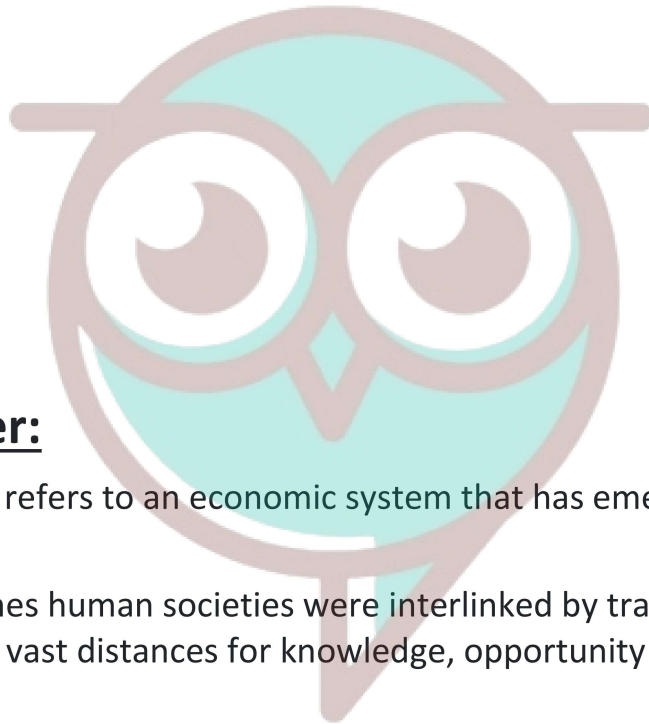 er:
refers to an economic system that has eme
nes human societies were interlinked by tra
vast distances for knowledge, opportunity